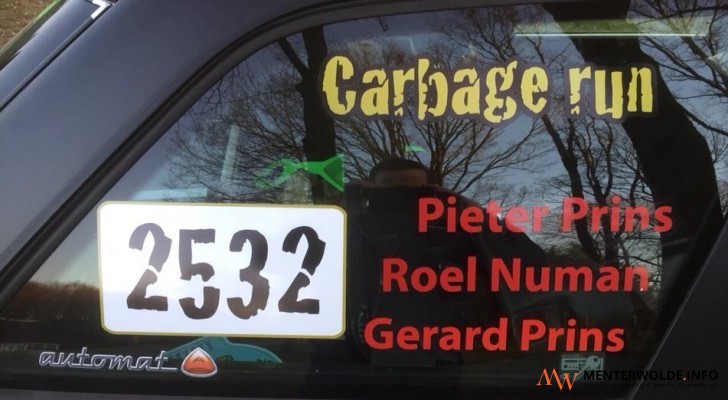 Carbage run
Pieter Prins
2532
Roel Numan
Gerard Prins
automat
MENTERWOLDE.INFO